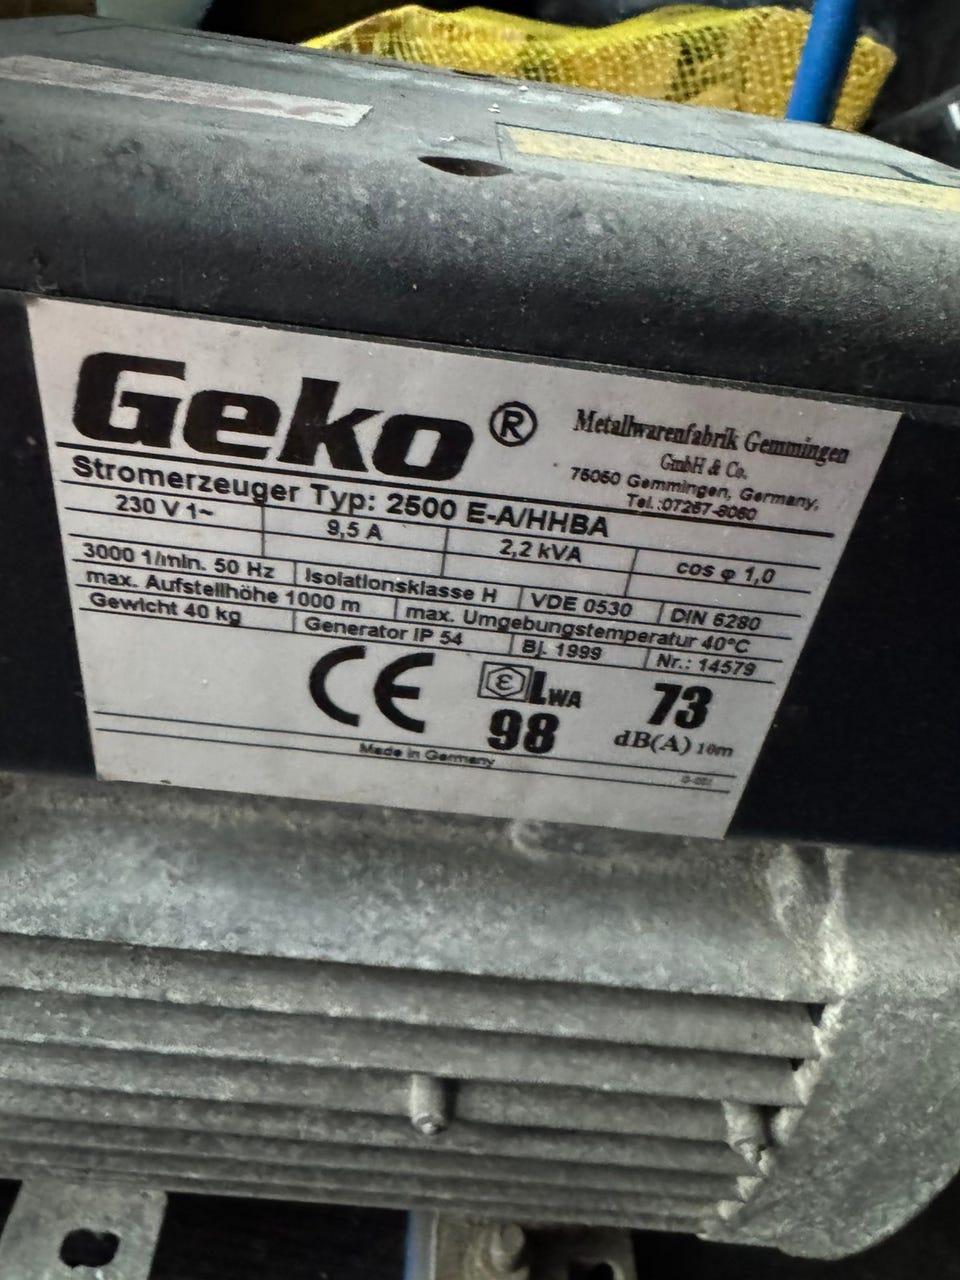 Geko ®
Metallwarenfabrik Gemmingen
GmbH & Co.
75050 Gemmingen, Germany,
Tel.:07267-8060
Stromerzeuger Typ: 2500 E-A/HHBA
230 V 1~ 9,5 A 2,2 kVA cos φ 1,0
3000 1/min. 50 Hz Isolationsklasse H VDE 0530 DIN 6280
max. Aufstellhöhe 1000 m max. Umgebungstemperatur 40°C
Gewicht 40 kg Generator IP 54 Bj. 1999 Nr.: 14579
CE ε LWA 73
98 dB(A) 10m
Made in Germany